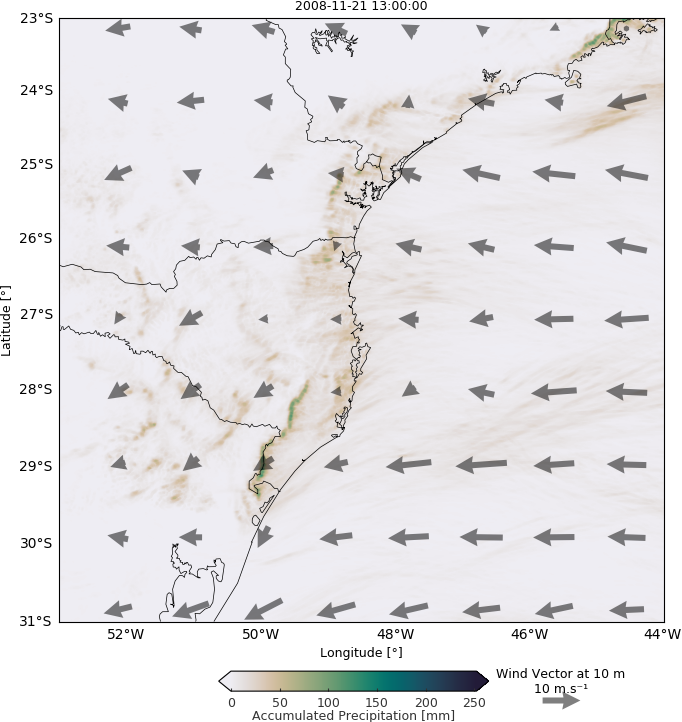 2008-11-21 13:00:00
23°S
24°S
25°S
26°S
27°S
28°S
29°S
30°S
31°S
Latitude [°]
52°W 50°W 48°W 46°W 44°W
Longitude [°]
0 50 100 150 200 250
Accumulated Precipitation [mm]
Wind Vector at 10 m
10 m.s⁻¹